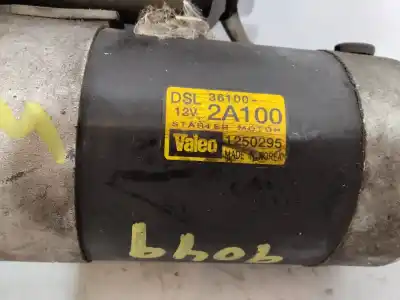 DSL 36100-
12V. 2A100
STARTER MOTOR
Valeo 1250295
MADE IN KOREA